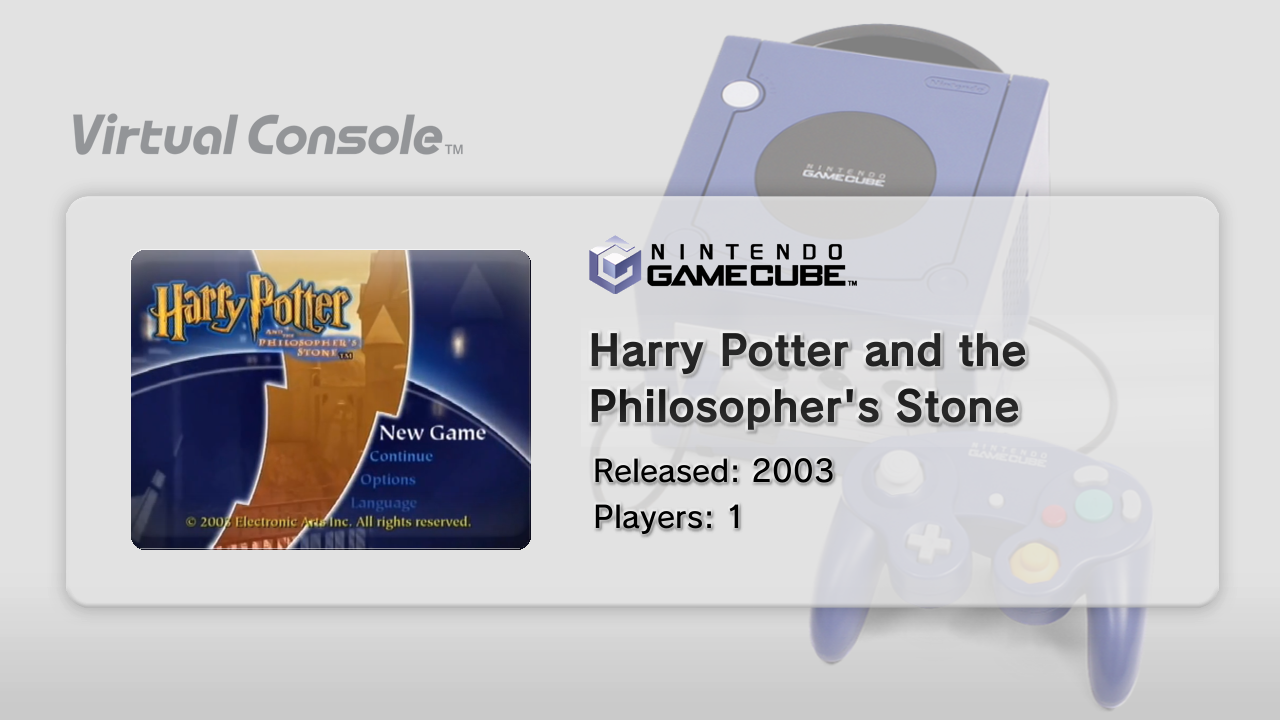 Virtual Console™
Nintendo
NINTENDO
GAMECUBE
NINTENDO
GAMECUBE™
Harry Potter
AND THE
PHILOSOPHER'S
STONE™
New Game
Continue
Options
Language
© 2003 Electronic Arts Inc. All rights reserved.
Harry Potter and the
Philosopher's Stone
Released: 2003
Players: 1
NINTENDO
GAMECUBE